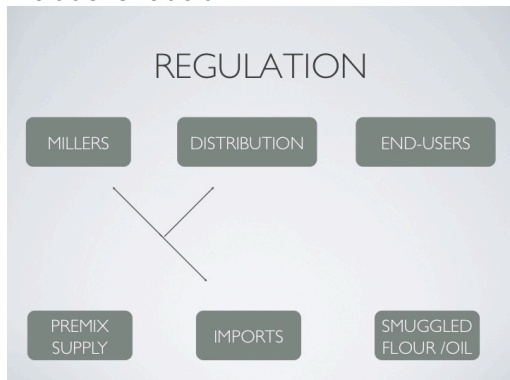 REGULATION
MILLERS
DISTRIBUTION
END-USERS
PREMIX
SUPPLY
IMPORTS
SMUGGLED
FLOUR /OIL